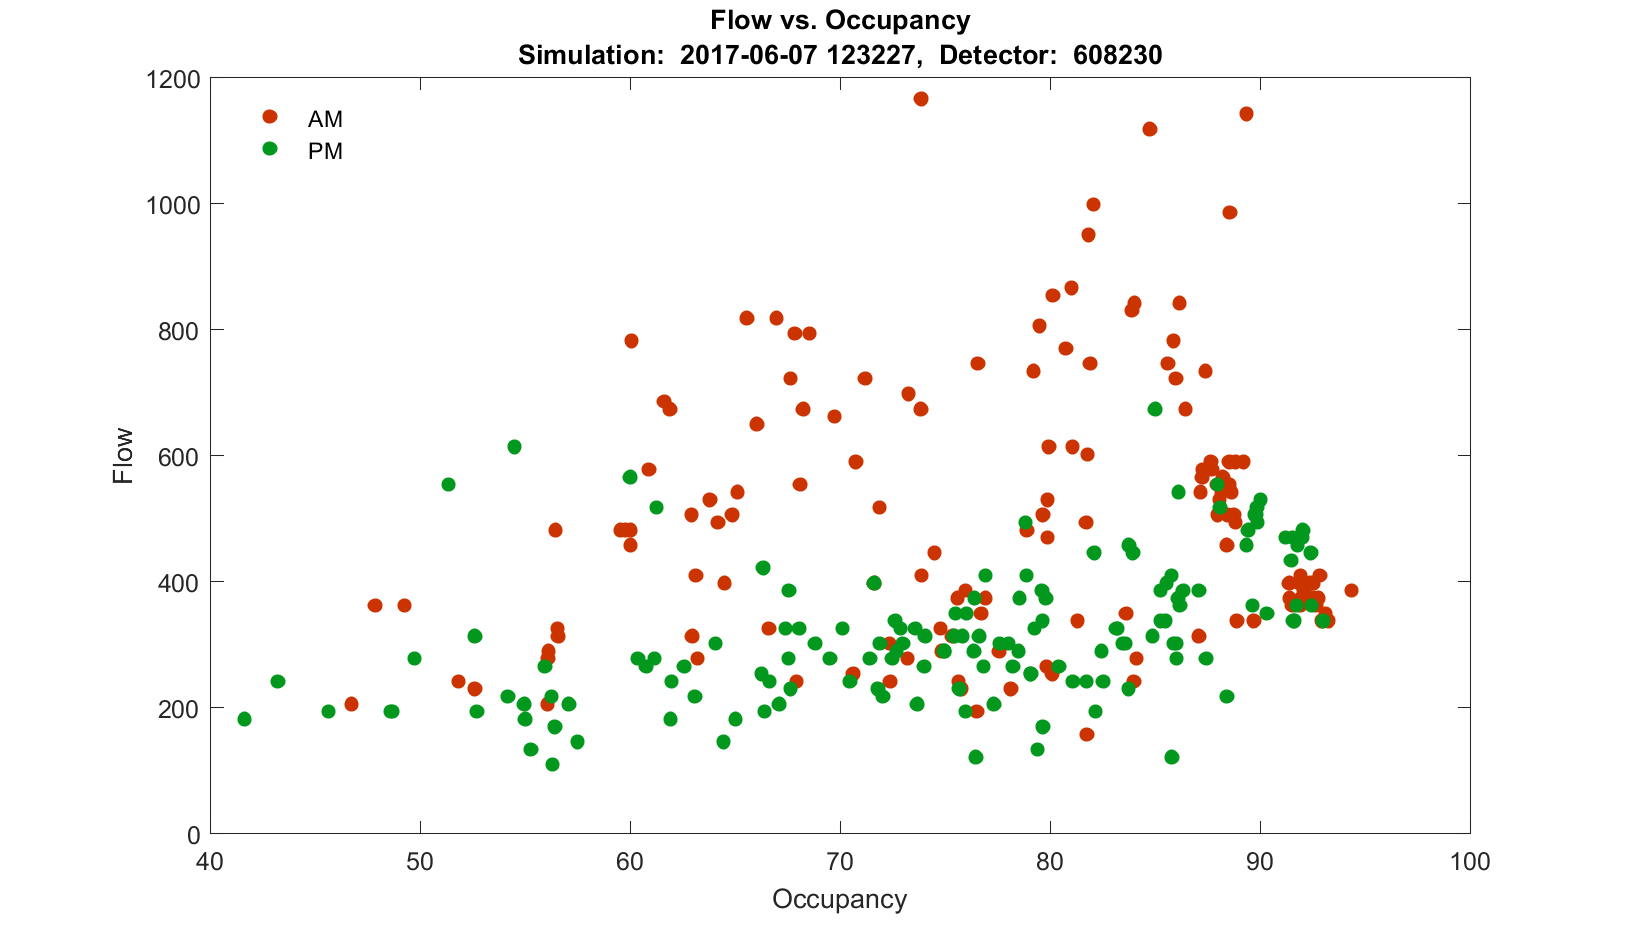 Flow vs. Occupancy
Simulation:  2017-06-07 123227,  Detector:  608230
1200
1000
800
600
400
200
0
Flow
AM
PM
40 50 60 70 80 90 100
Occupancy